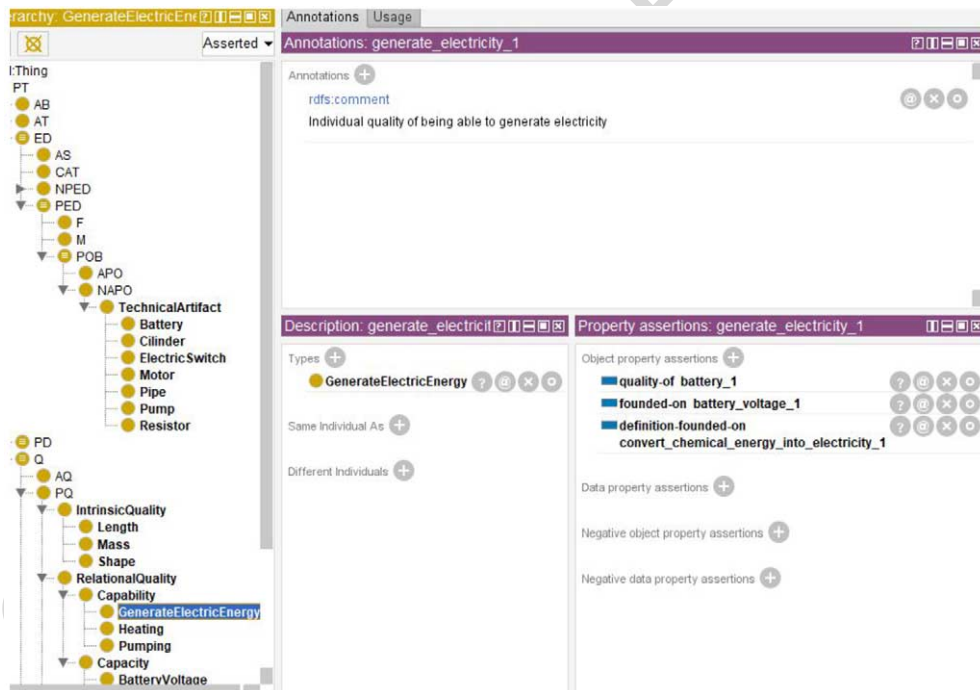 rarchy: GenerateElectricEne
Asserted
l:Thing
PT
AB
AT
ED
AS
CAT
NPED
PED
F
M
POB
APO
NAPO
TechnicalArtifact
Battery
Cilinder
ElectricSwitch
Motor
Pipe
Pump
Resistor
PD
Q
AQ
PQ
IntrinsicQuality
Length
Mass
Shape
RelationalQuality
Capability
GenerateElectricEnergy
Heating
Pumping
Capacity
BatteryVoltage
Annotations Usage
Annotations: generate_electricity_1
Annotations
rdfs:comment
Individual quality of being able to generate electricity
Description: generate_electricit
Types
GenerateElectricEnergy
Same Individual As
Different Individuals
Property assertions: generate_electricity_1
Object property assertions
quality-of battery_1
founded-on battery_voltage_1
definition-founded-on
convert_chemical_energy_into_electricity_1
Data property assertions
Negative object property assertions
Negative data property assertions